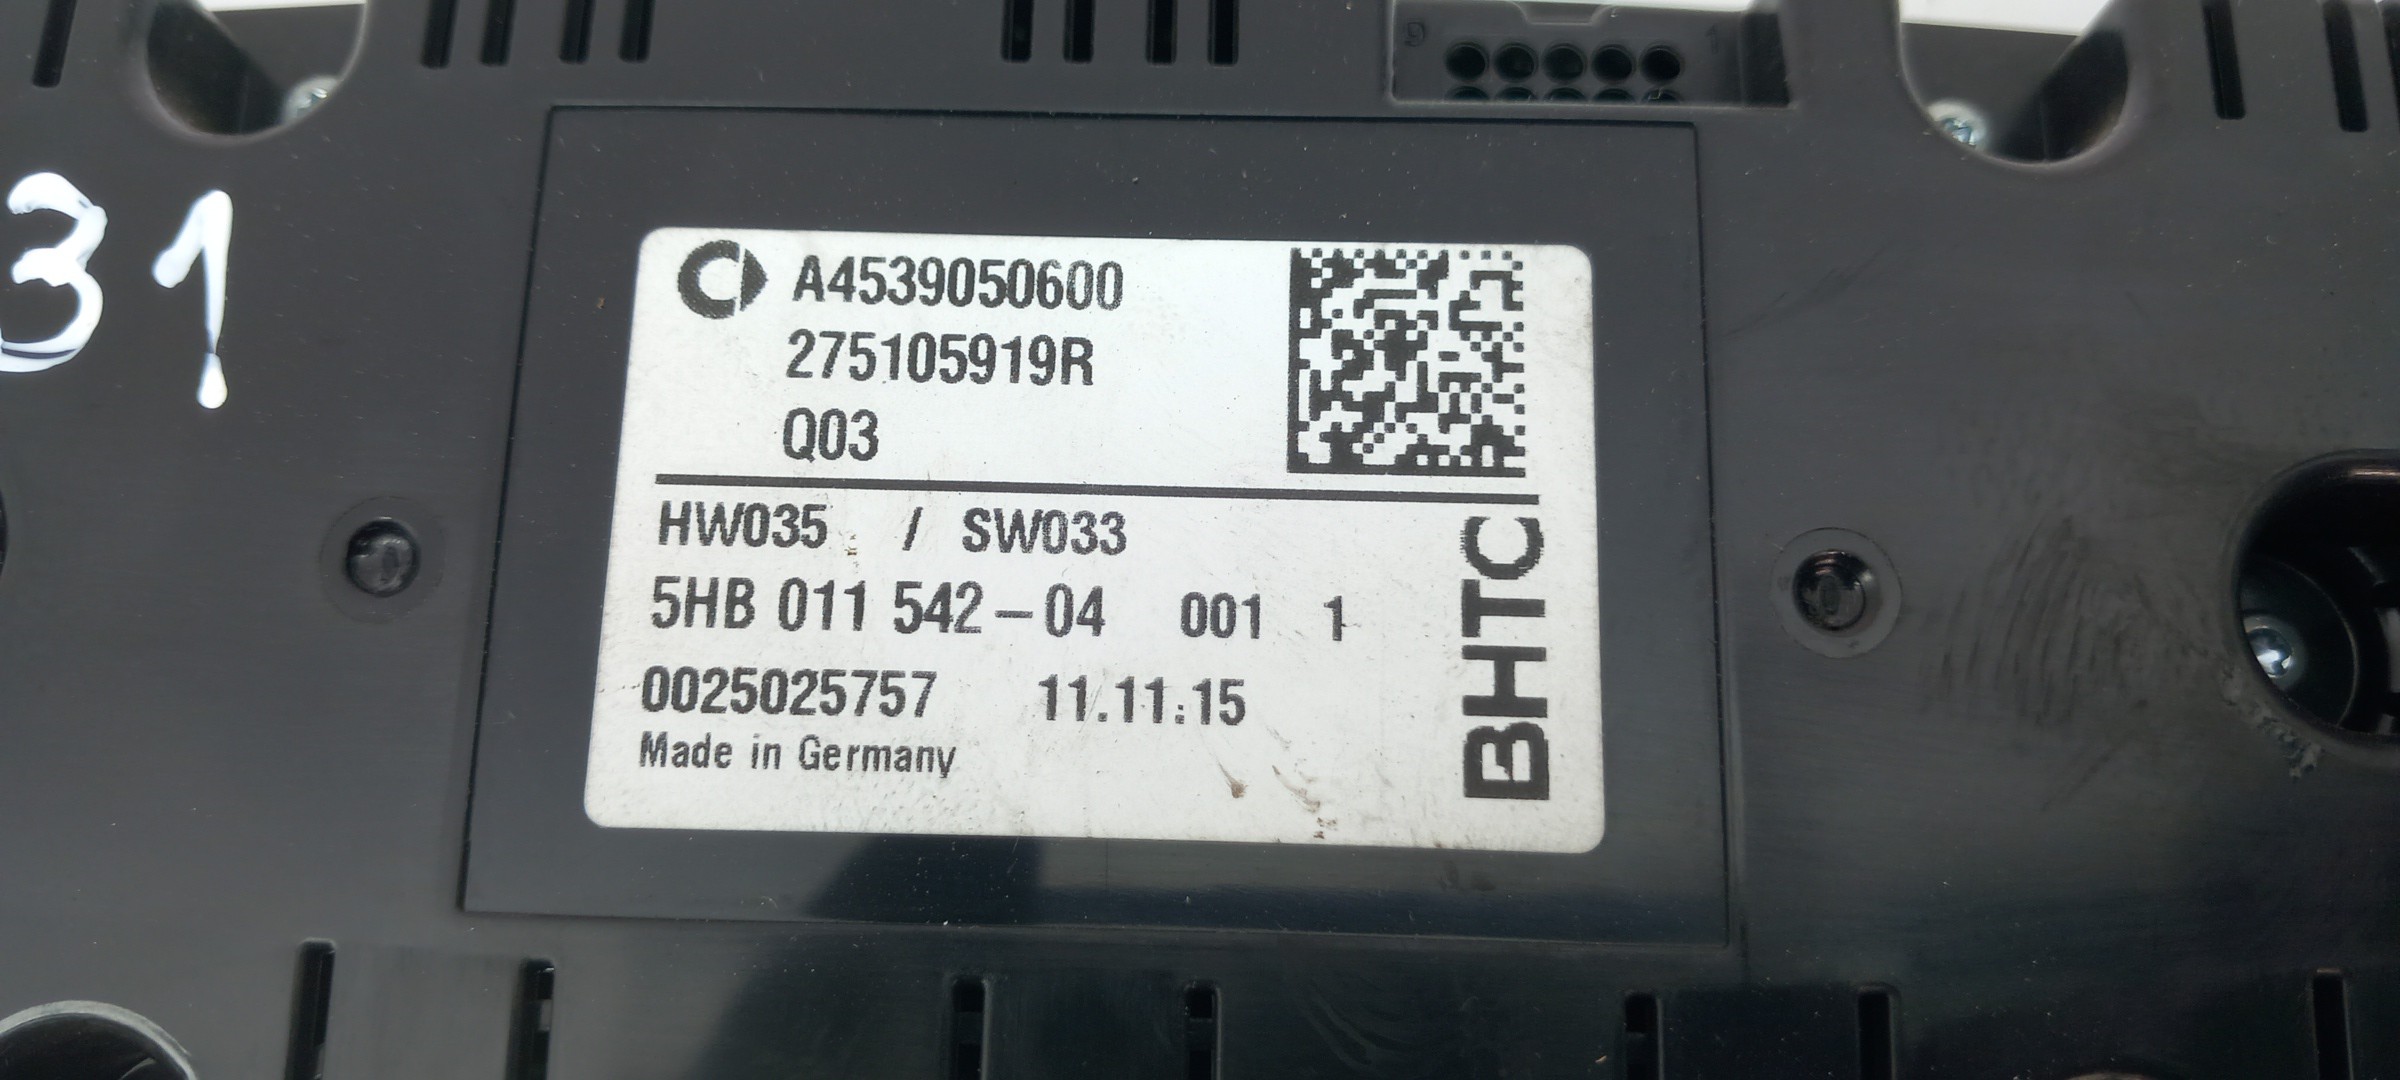 31
A4539050600
275105919R
Q03
HW035 / SW033
5HB 011 542-04 001 1
0025025757 11.11.15
Made in Germany
BHTC